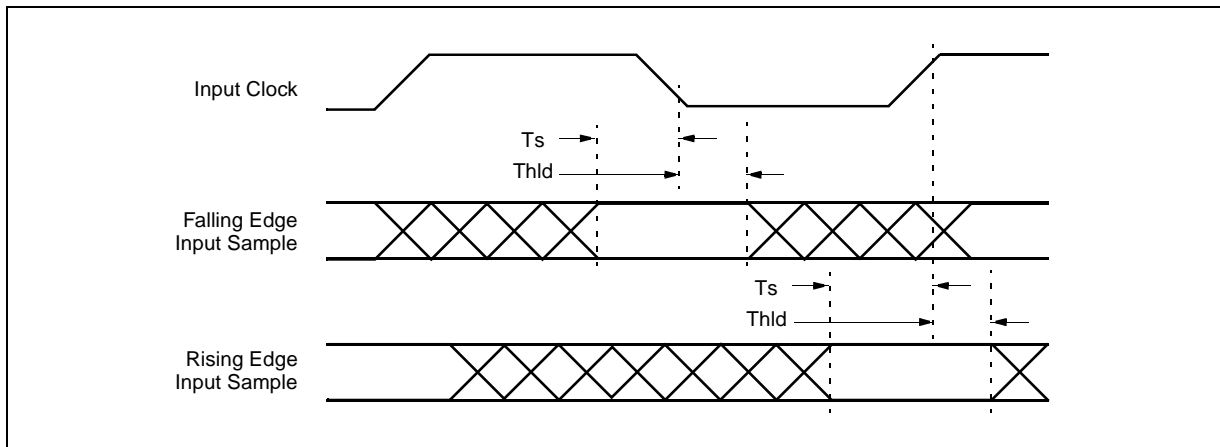 Input Clock
Ts
Thld
Falling Edge
Input Sample
Ts
Thld
Rising Edge
Input Sample